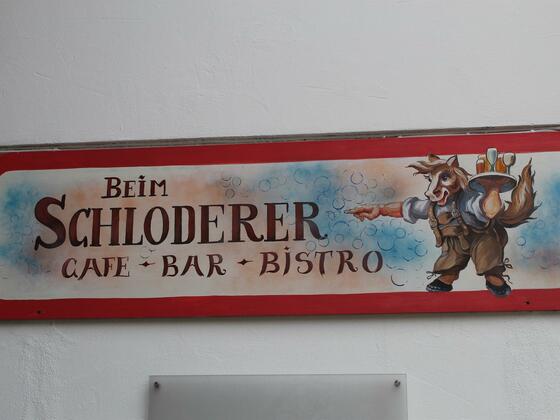 BEIM
SCHLODERER
CAFE - BAR - BISTRO